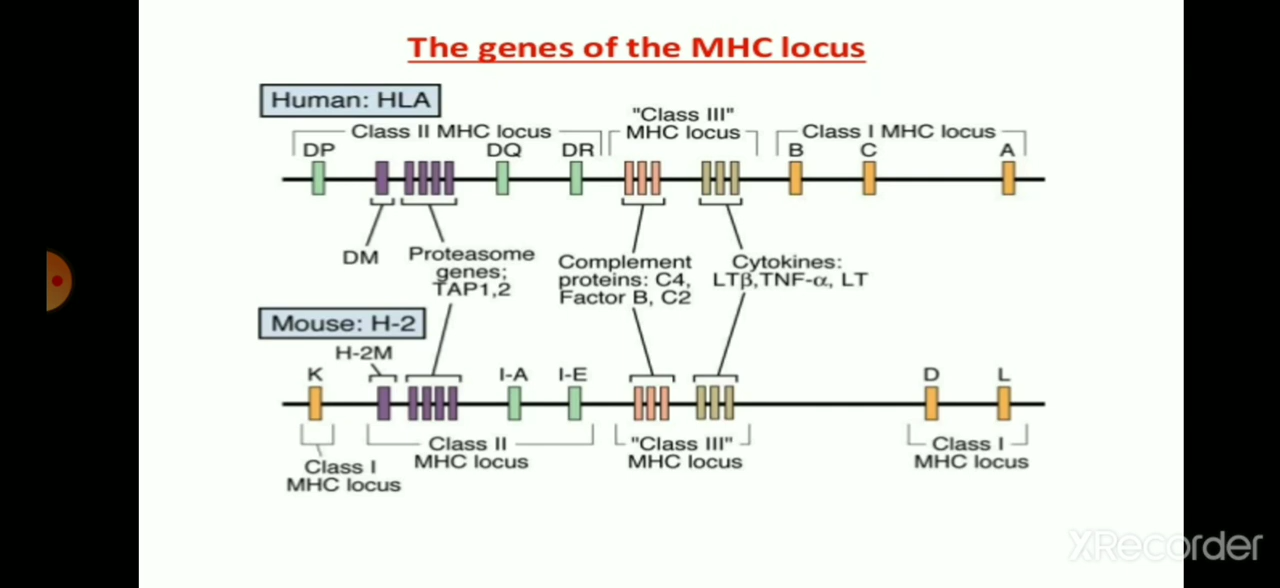 The genes of the MHC locus
Human: HLA
Class II MHC locus
"Class III"
MHC locus
Class I MHC locus
DP
DQ
DR
B
C
A
DM
Proteasome
genes;
TAP1,2
Complement
proteins: C4,
Factor B, C2
Cytokines:
LTβ,TNF-α, LT
Mouse: H-2
H-2M
K
I-A
I-E
D
L
Class I
MHC locus
Class II
MHC locus
"Class III"
MHC locus
Class I
MHC locus
XRecorder